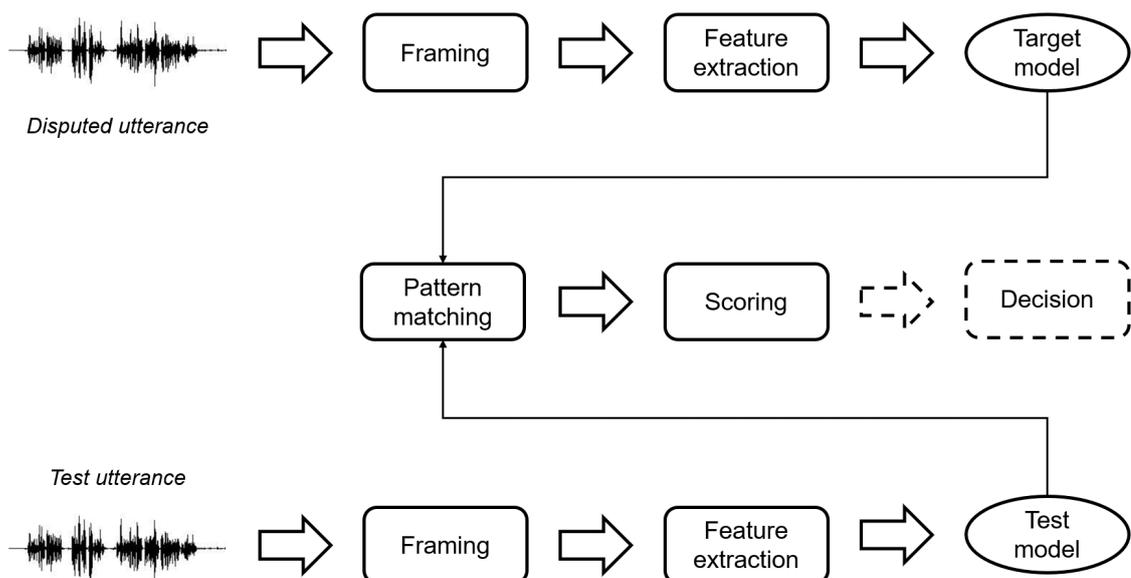 Framing
Feature
extraction
Target
model
Disputed utterance
Pattern
matching
Scoring
Decision
Test utterance
Framing
Feature
extraction
Test
model